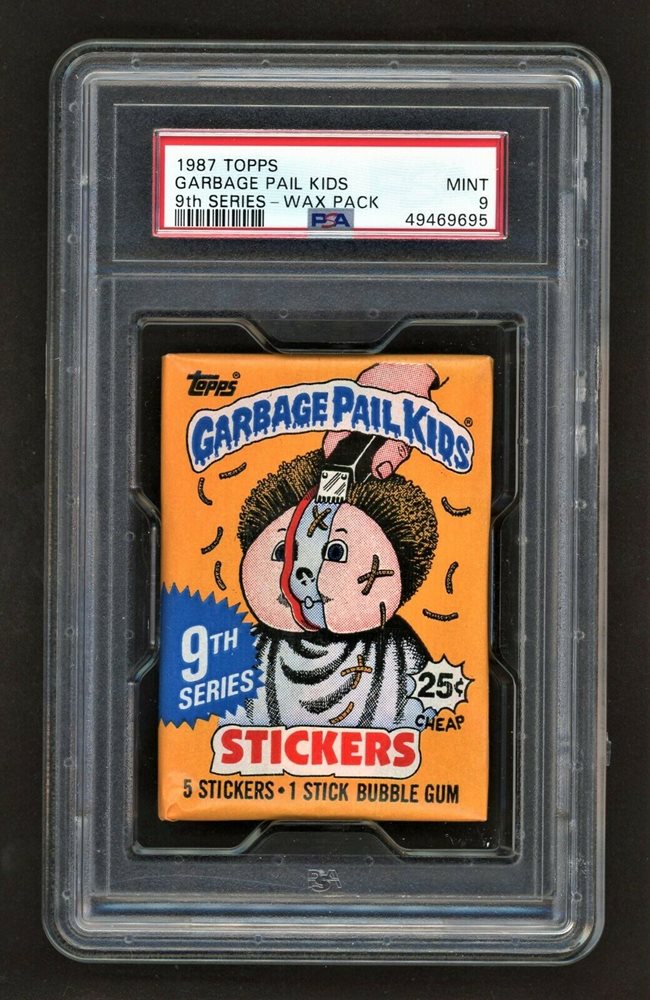 1987 TOPPS
GARBAGE PAIL KIDS MINT
9th SERIES - WAX PACK 9
PSA 49469695
TOPPS®
GARBAGE PAIL KIDS®
9TH
SERIES
25¢
CHEAP
STICKERS
5 STICKERS • 1 STICK BUBBLE GUM
PSA